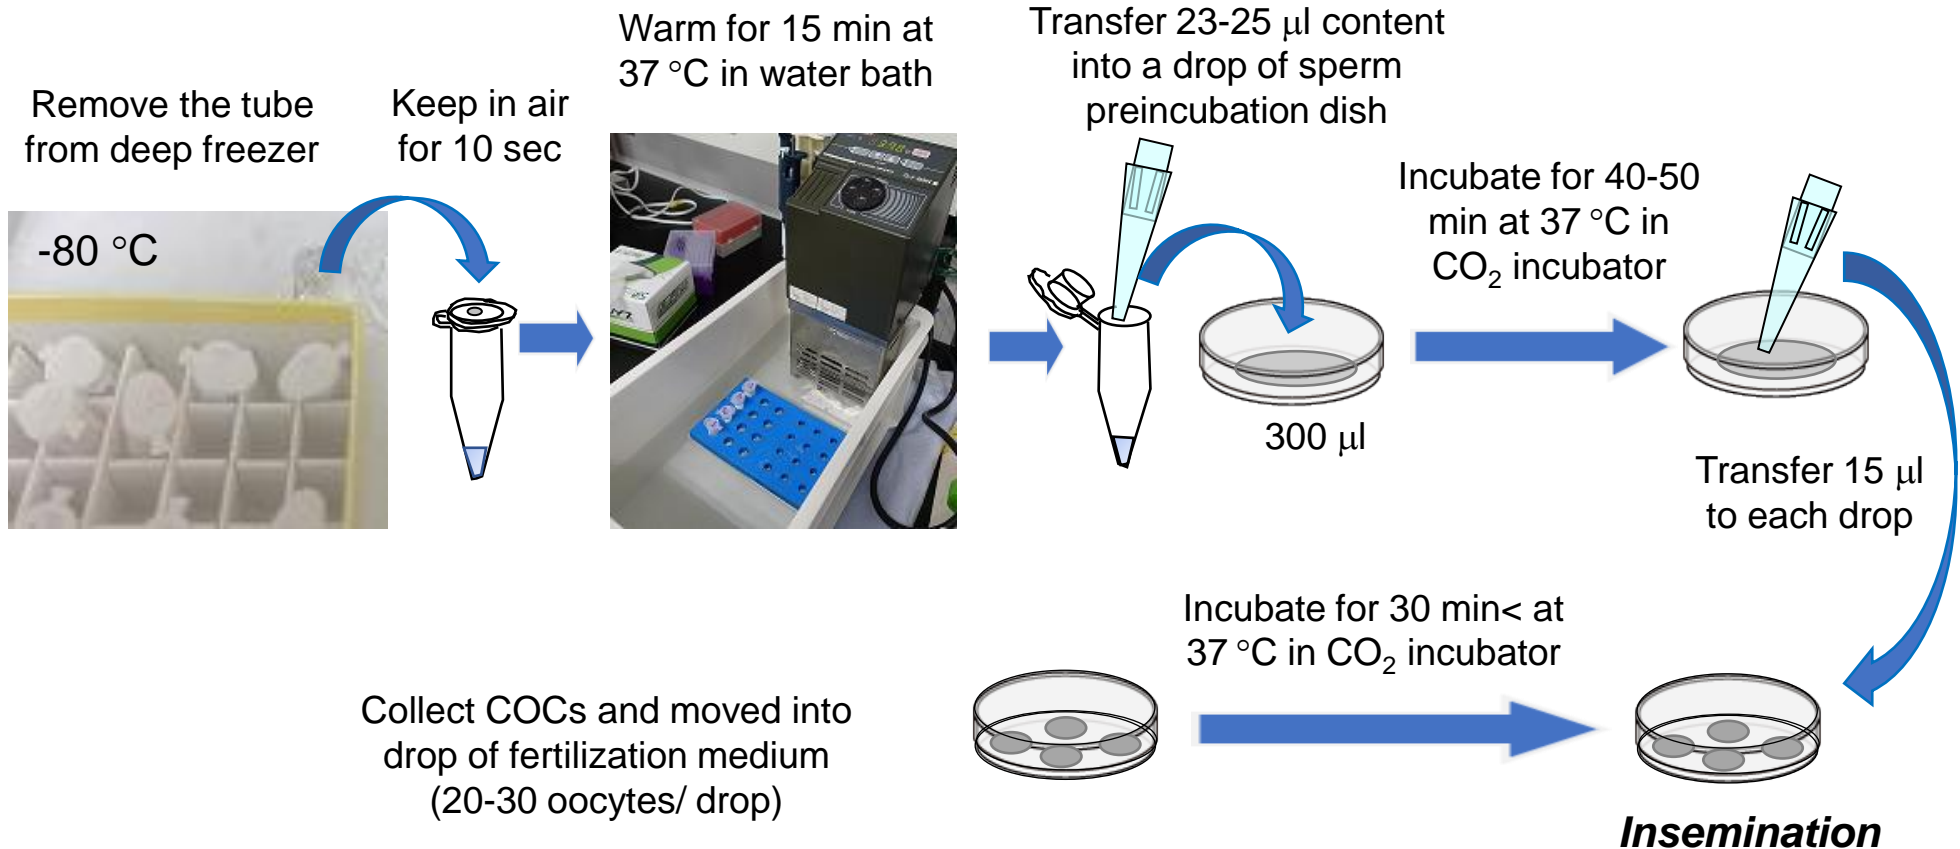 Remove the tube
from deep freezer
-80 °C
Keep in air
for 10 sec
Warm for 15 min at
37 °C in water bath
Transfer 23-25 μl content
into a drop of sperm
preincubation dish
300 μl
Incubate for 40-50
min at 37 °C in
CO₂ incubator
Transfer 15 μl
to each drop
Collect COCs and moved into
drop of fertilization medium
(20-30 oocytes/ drop)
Incubate for 30 min< at
37 °C in CO₂ incubator
Insemination